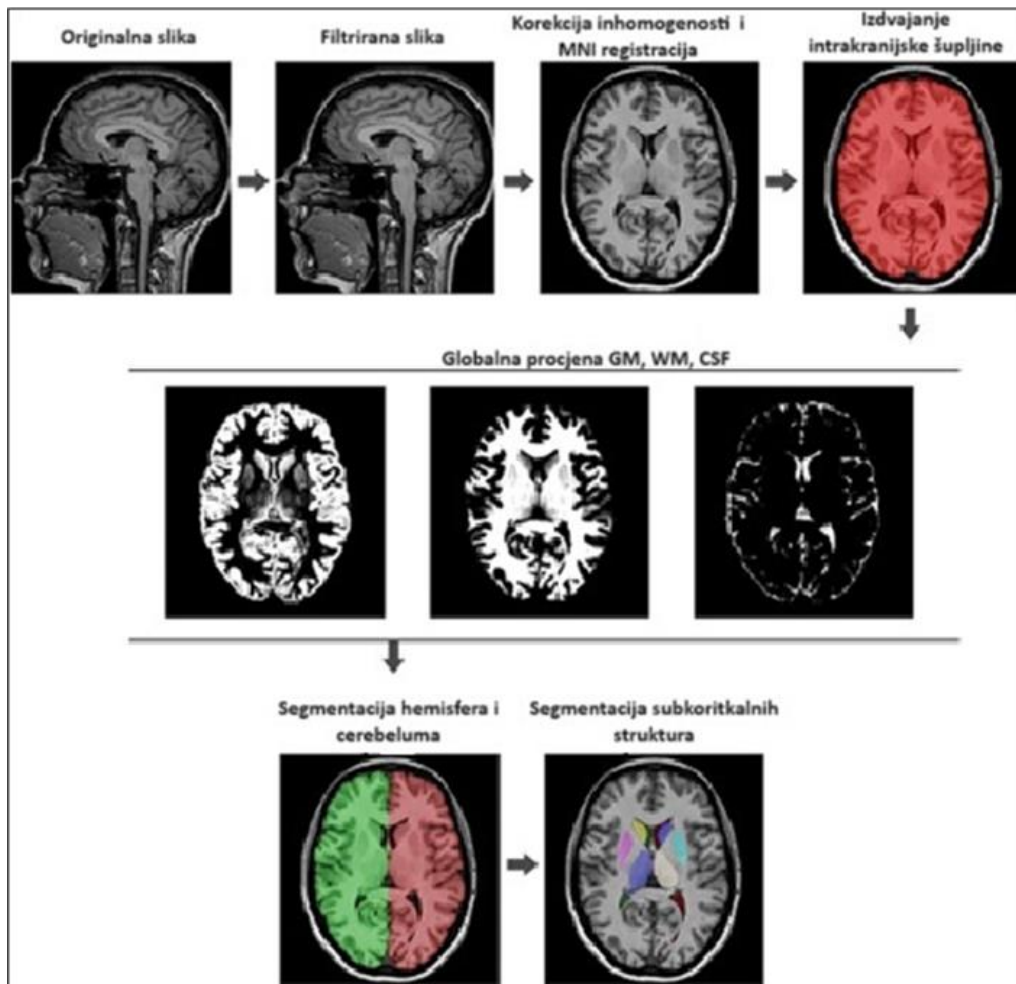 Originalna slika
Filtrirana slika
Korekcija inhomogenosti i
MNI registracija
Izdvajanje
intrakranijske šupljine
Globalna procjena GM, WM, CSF
Segmentacija hemisfera i
cerebeluma
Segmentacija subkoritkalnih
struktura